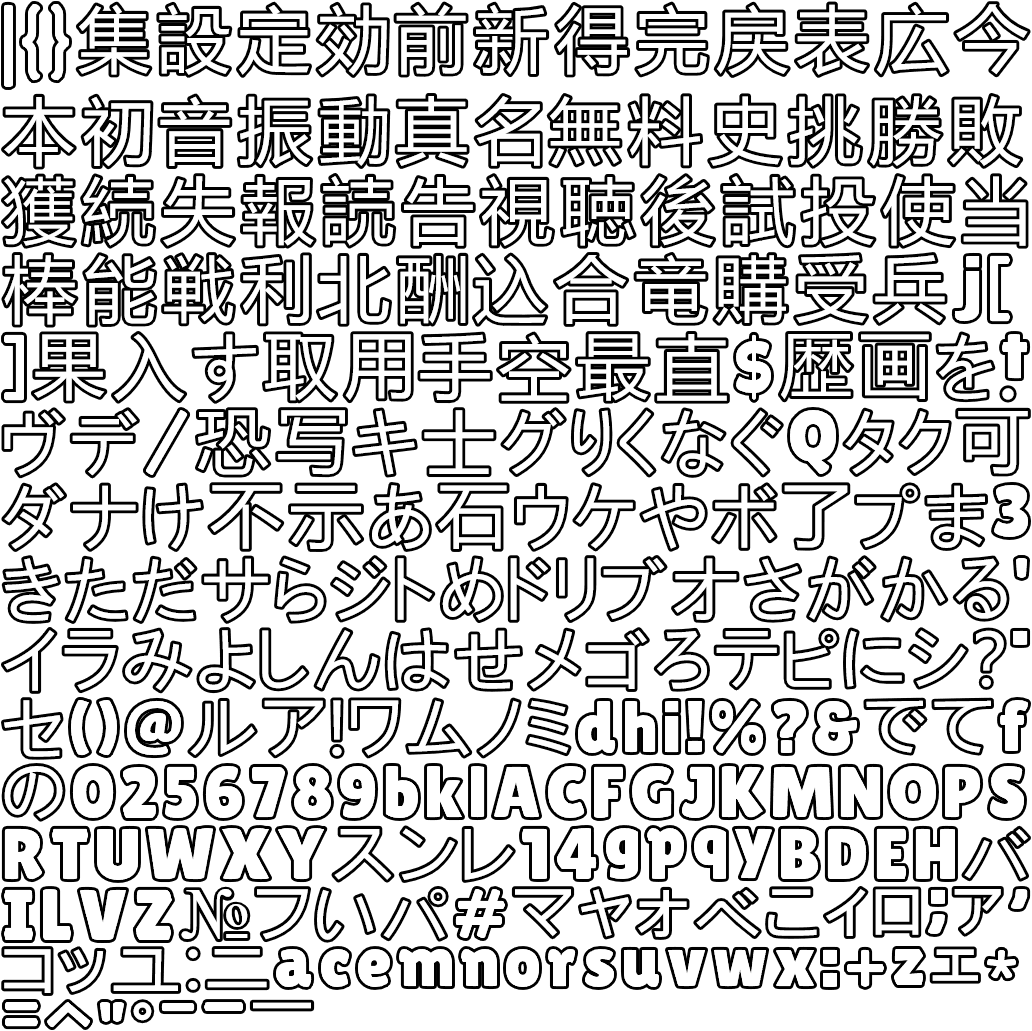 |{}集設定効前新得完戻表広今
本初音振動真名無料史挑勝敗
獲続失報読告視聴後試投使当
棒能戦利北酬込合竜購受兵j[
]果入す取用手空最直$歴画を.t
ヴデ/恐写キ士グりくなぐQタク可
ダナけ不示あ石ウケやボ了プま3
きただサらジトめドリブオさがかる'
イラみよしんはせメゴろテピにシ?
セ()@ルア!ワムノミdhi!%?&でてf
の0256789bklACFGJKMNOPS
RTUWXYスンレ14gpqyBDEHバ
ILVZ№フいパ#マャォベこィロ;ァ’
コツユ:ニacemnorsuvwx:+zエ*
ヘ"°